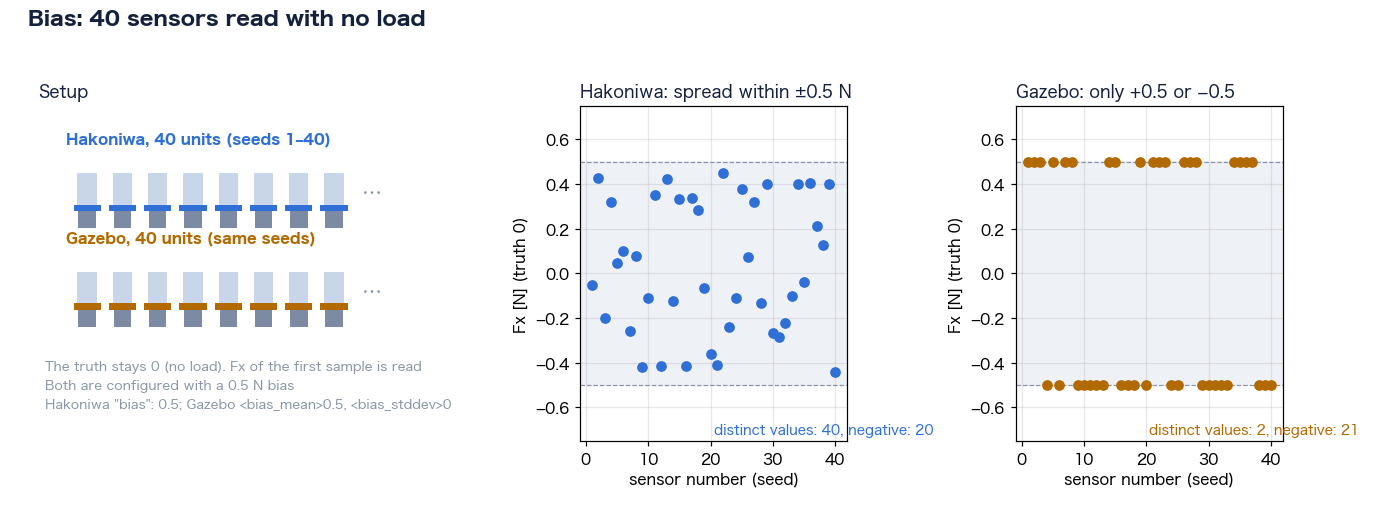 Bias: 40 sensors read with no load
Setup
Hakoniwa, 40 units (seeds 1–40)
...
Gazebo, 40 units (same seeds)
...
The truth stays 0 (no load). Fx of the first sample is read
Both are configured with a 0.5 N bias
Hakoniwa "bias": 0.5; Gazebo <bias_mean>0.5, <bias_stddev>0
Hakoniwa: spread within ±0.5 N
Fx [N] (truth 0)
0.6
0.4
0.2
0.0
−0.2
−0.4
−0.6
distinct values: 40, negative: 20
0 10 20 30 40
sensor number (seed)
Gazebo: only +0.5 or −0.5
Fx [N] (truth 0)
0.6
0.4
0.2
0.0
−0.2
−0.4
−0.6
distinct values: 2, negative: 21
0 10 20 30 40
sensor number (seed)